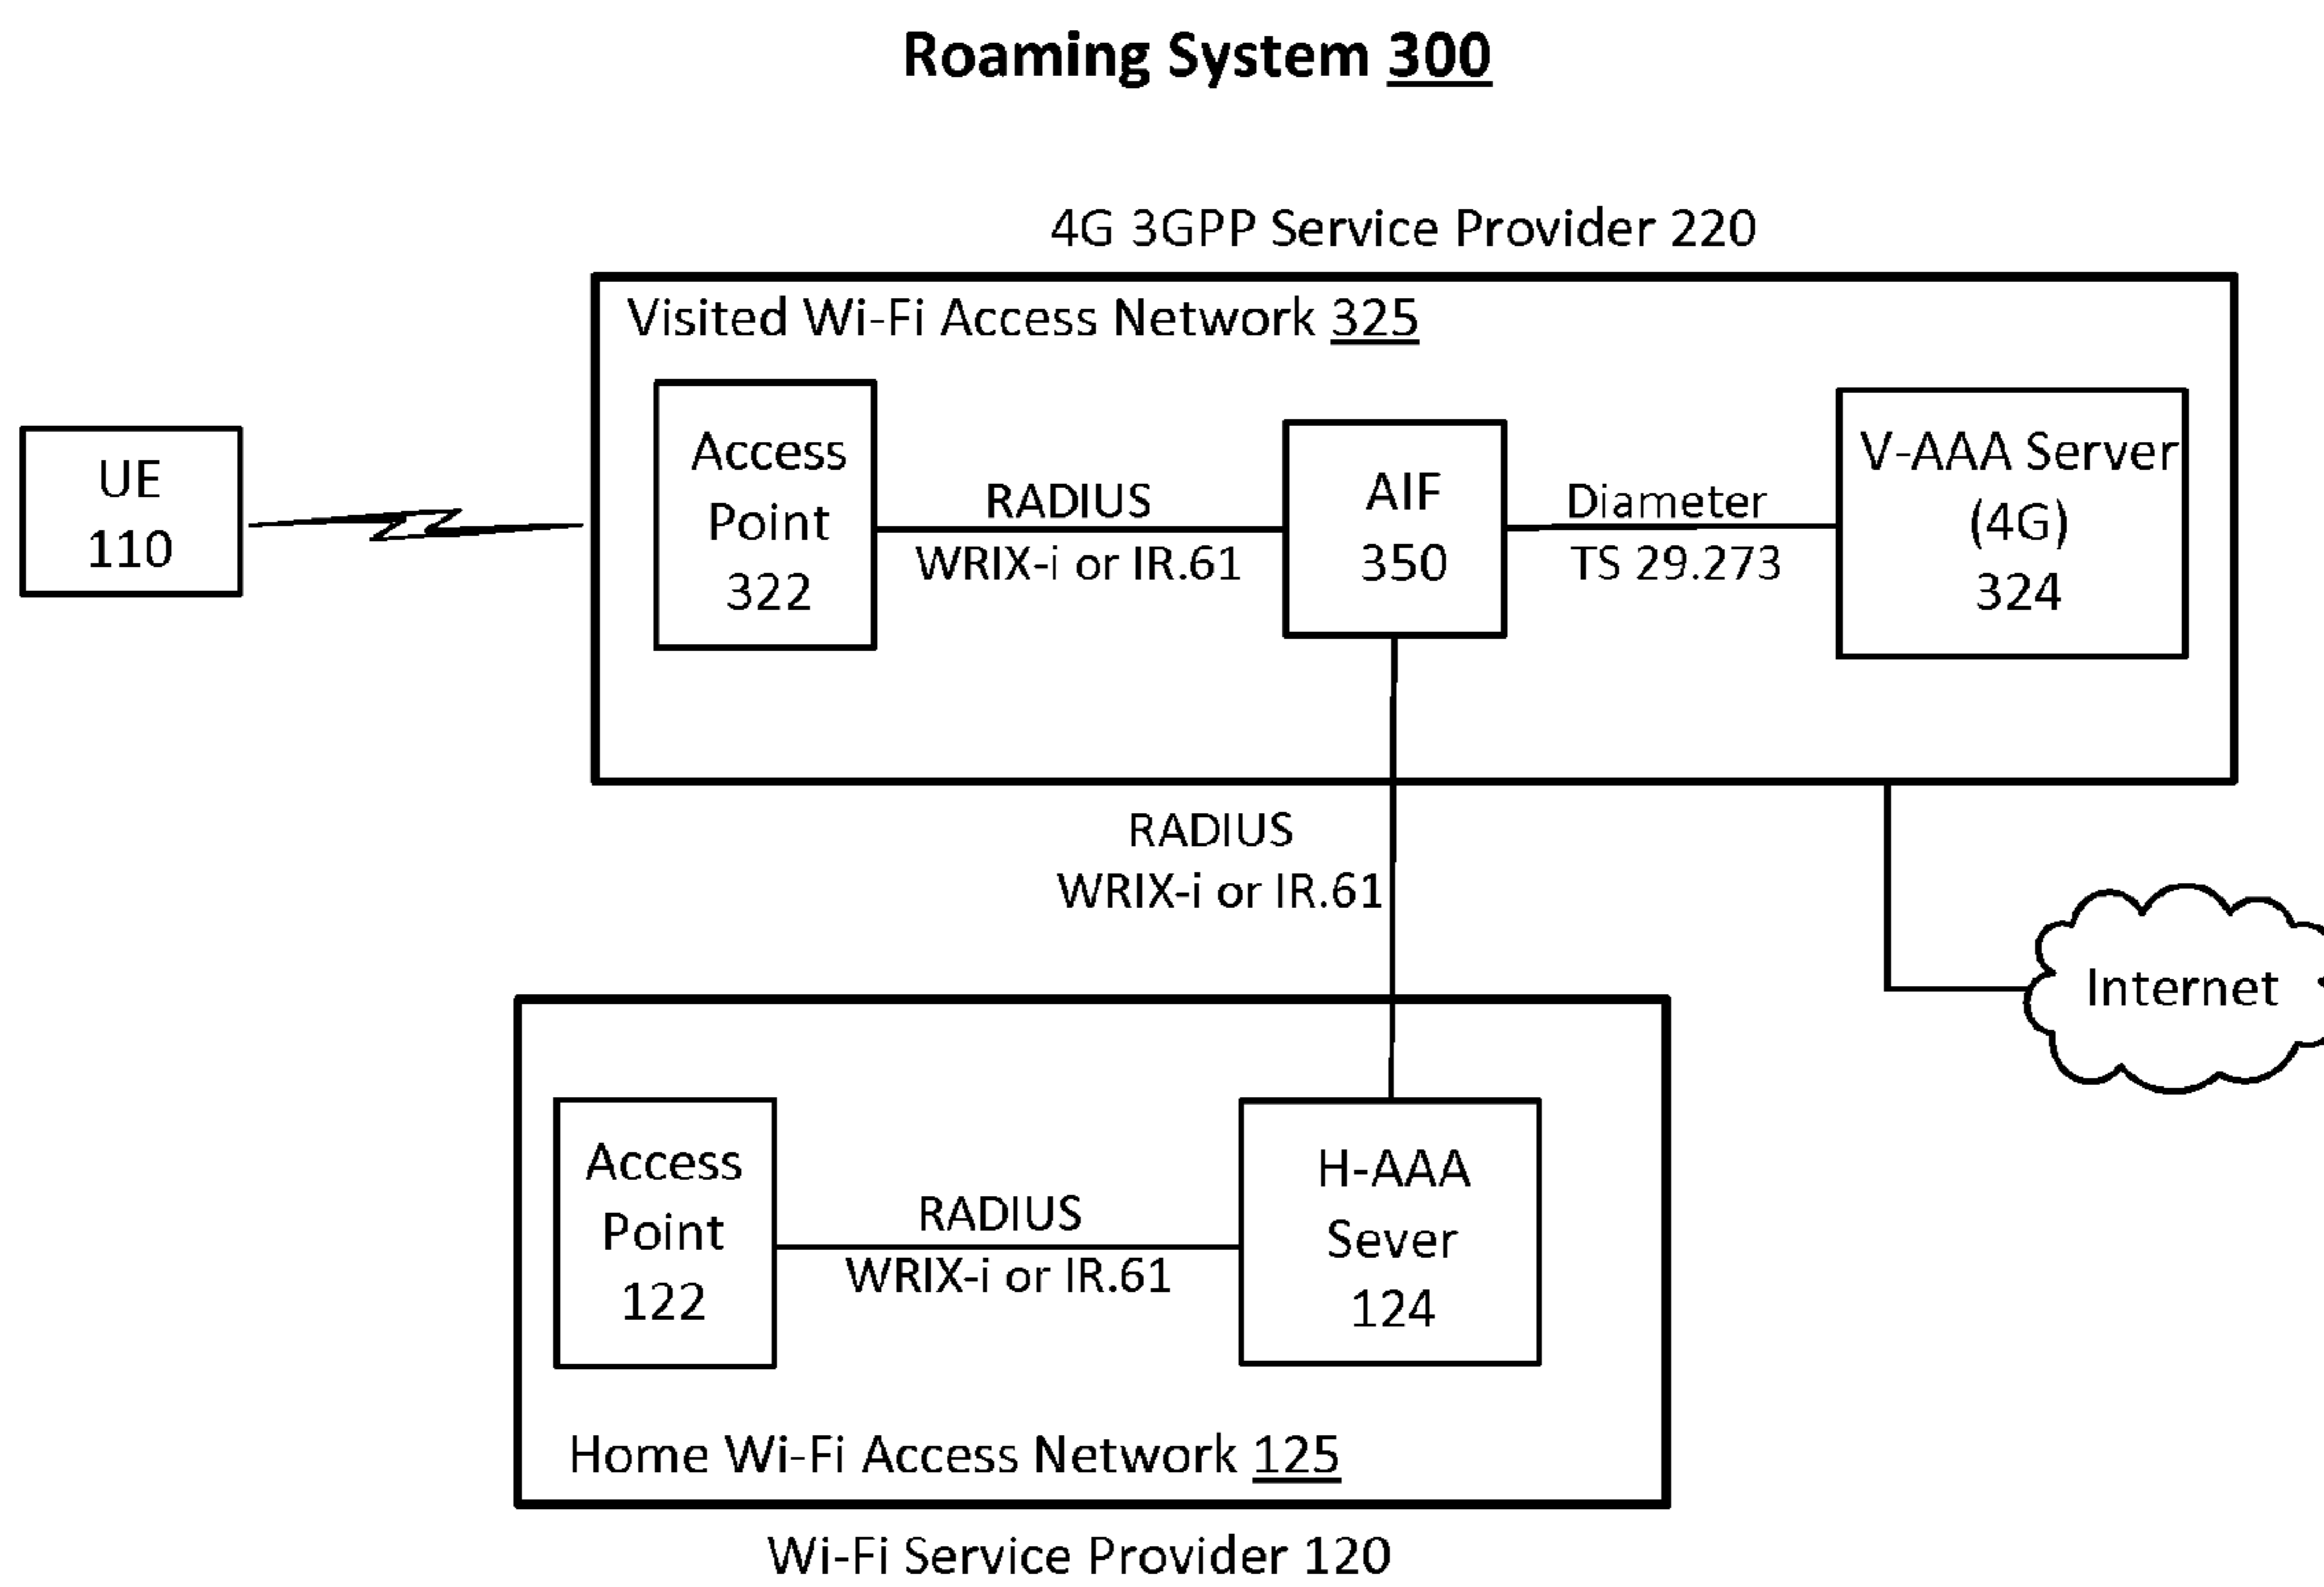 Roaming System 300
4G 3GPP Service Provider 220
Visited Wi-Fi Access Network 325
UE
110
Access
Point
322
RADIUS
WRIX-i or IR.61
AIF
350
Diameter
TS 29.273
V-AAA Server
(4G)
324
RADIUS
WRIX-i or IR.61
Internet
Access
Point
122
RADIUS
WRIX-i or IR.61
H-AAA
Sever
124
Home Wi-Fi Access Network 125
Wi-Fi Service Provider 120